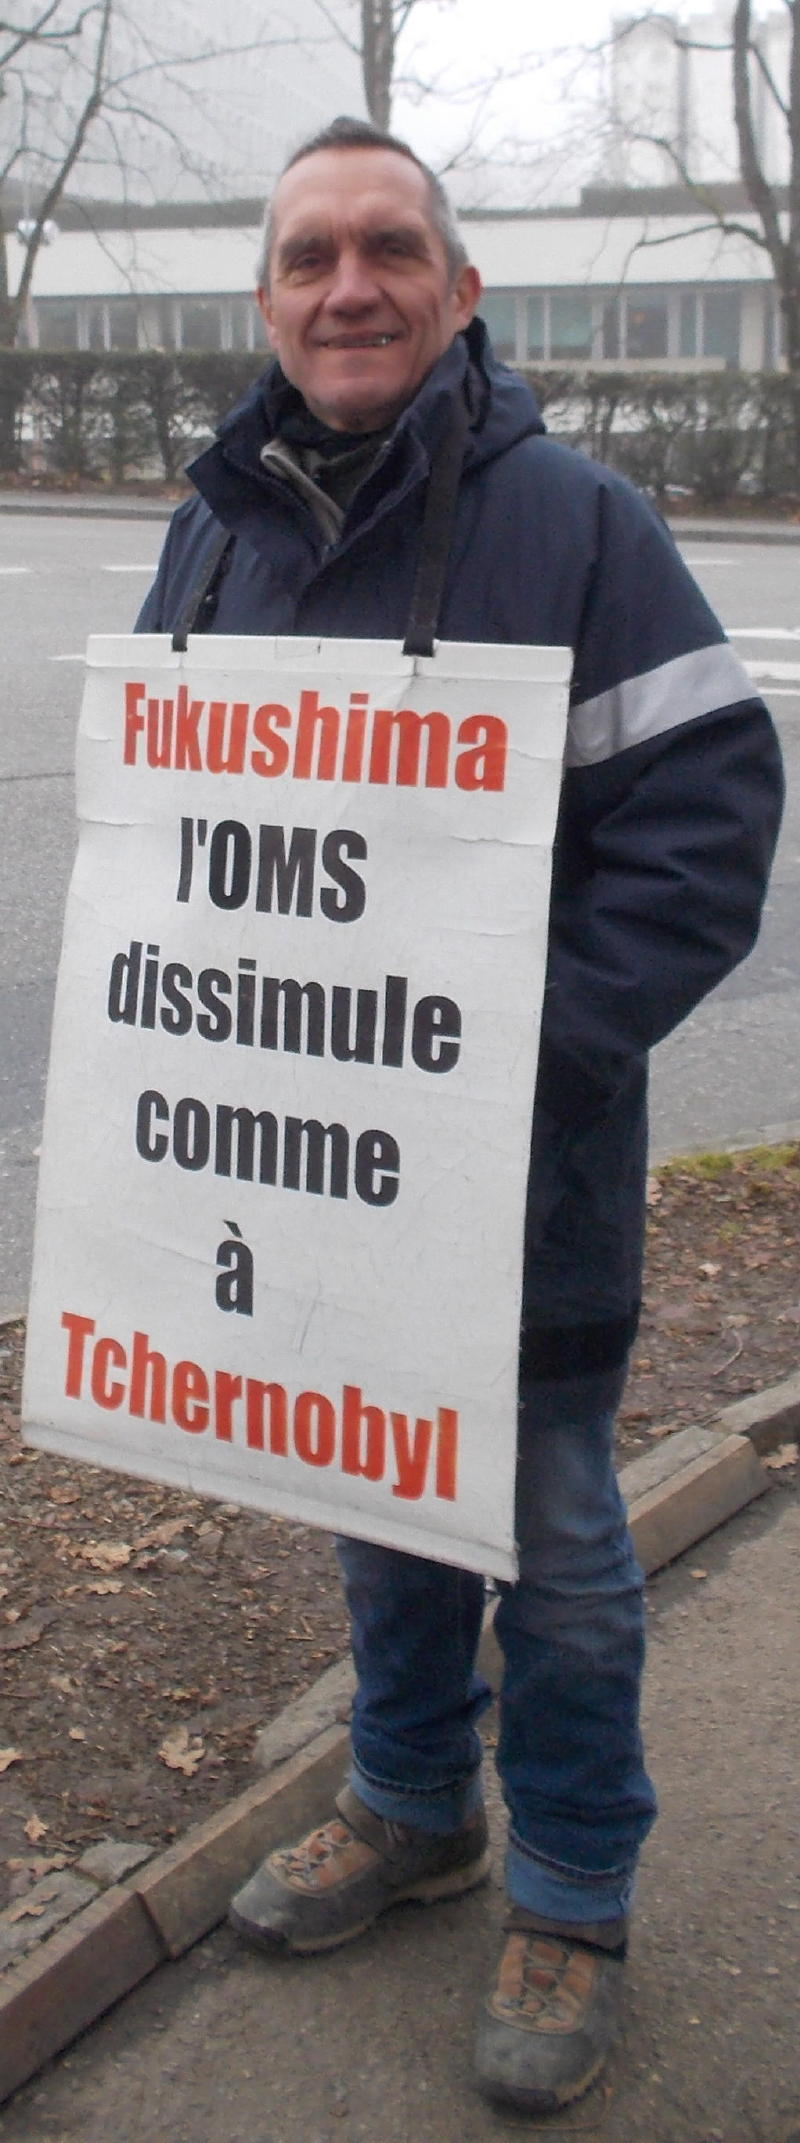 Fukushima
l'OMS
dissimule
comme
à
Tchernobyl